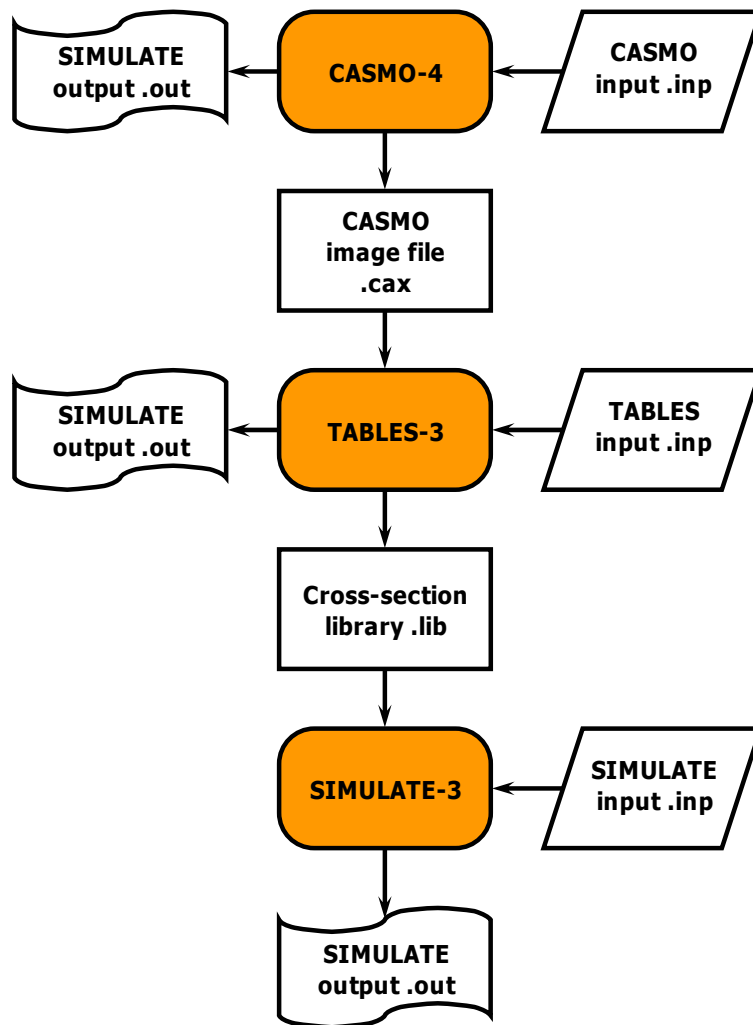 SIMULATE
output .out
CASMO-4
CASMO
input .inp
CASMO
image file
.cax
SIMULATE
output .out
TABLES-3
TABLES
input .inp
Cross-section
library .lib
SIMULATE-3
SIMULATE
input .inp
SIMULATE
output .out